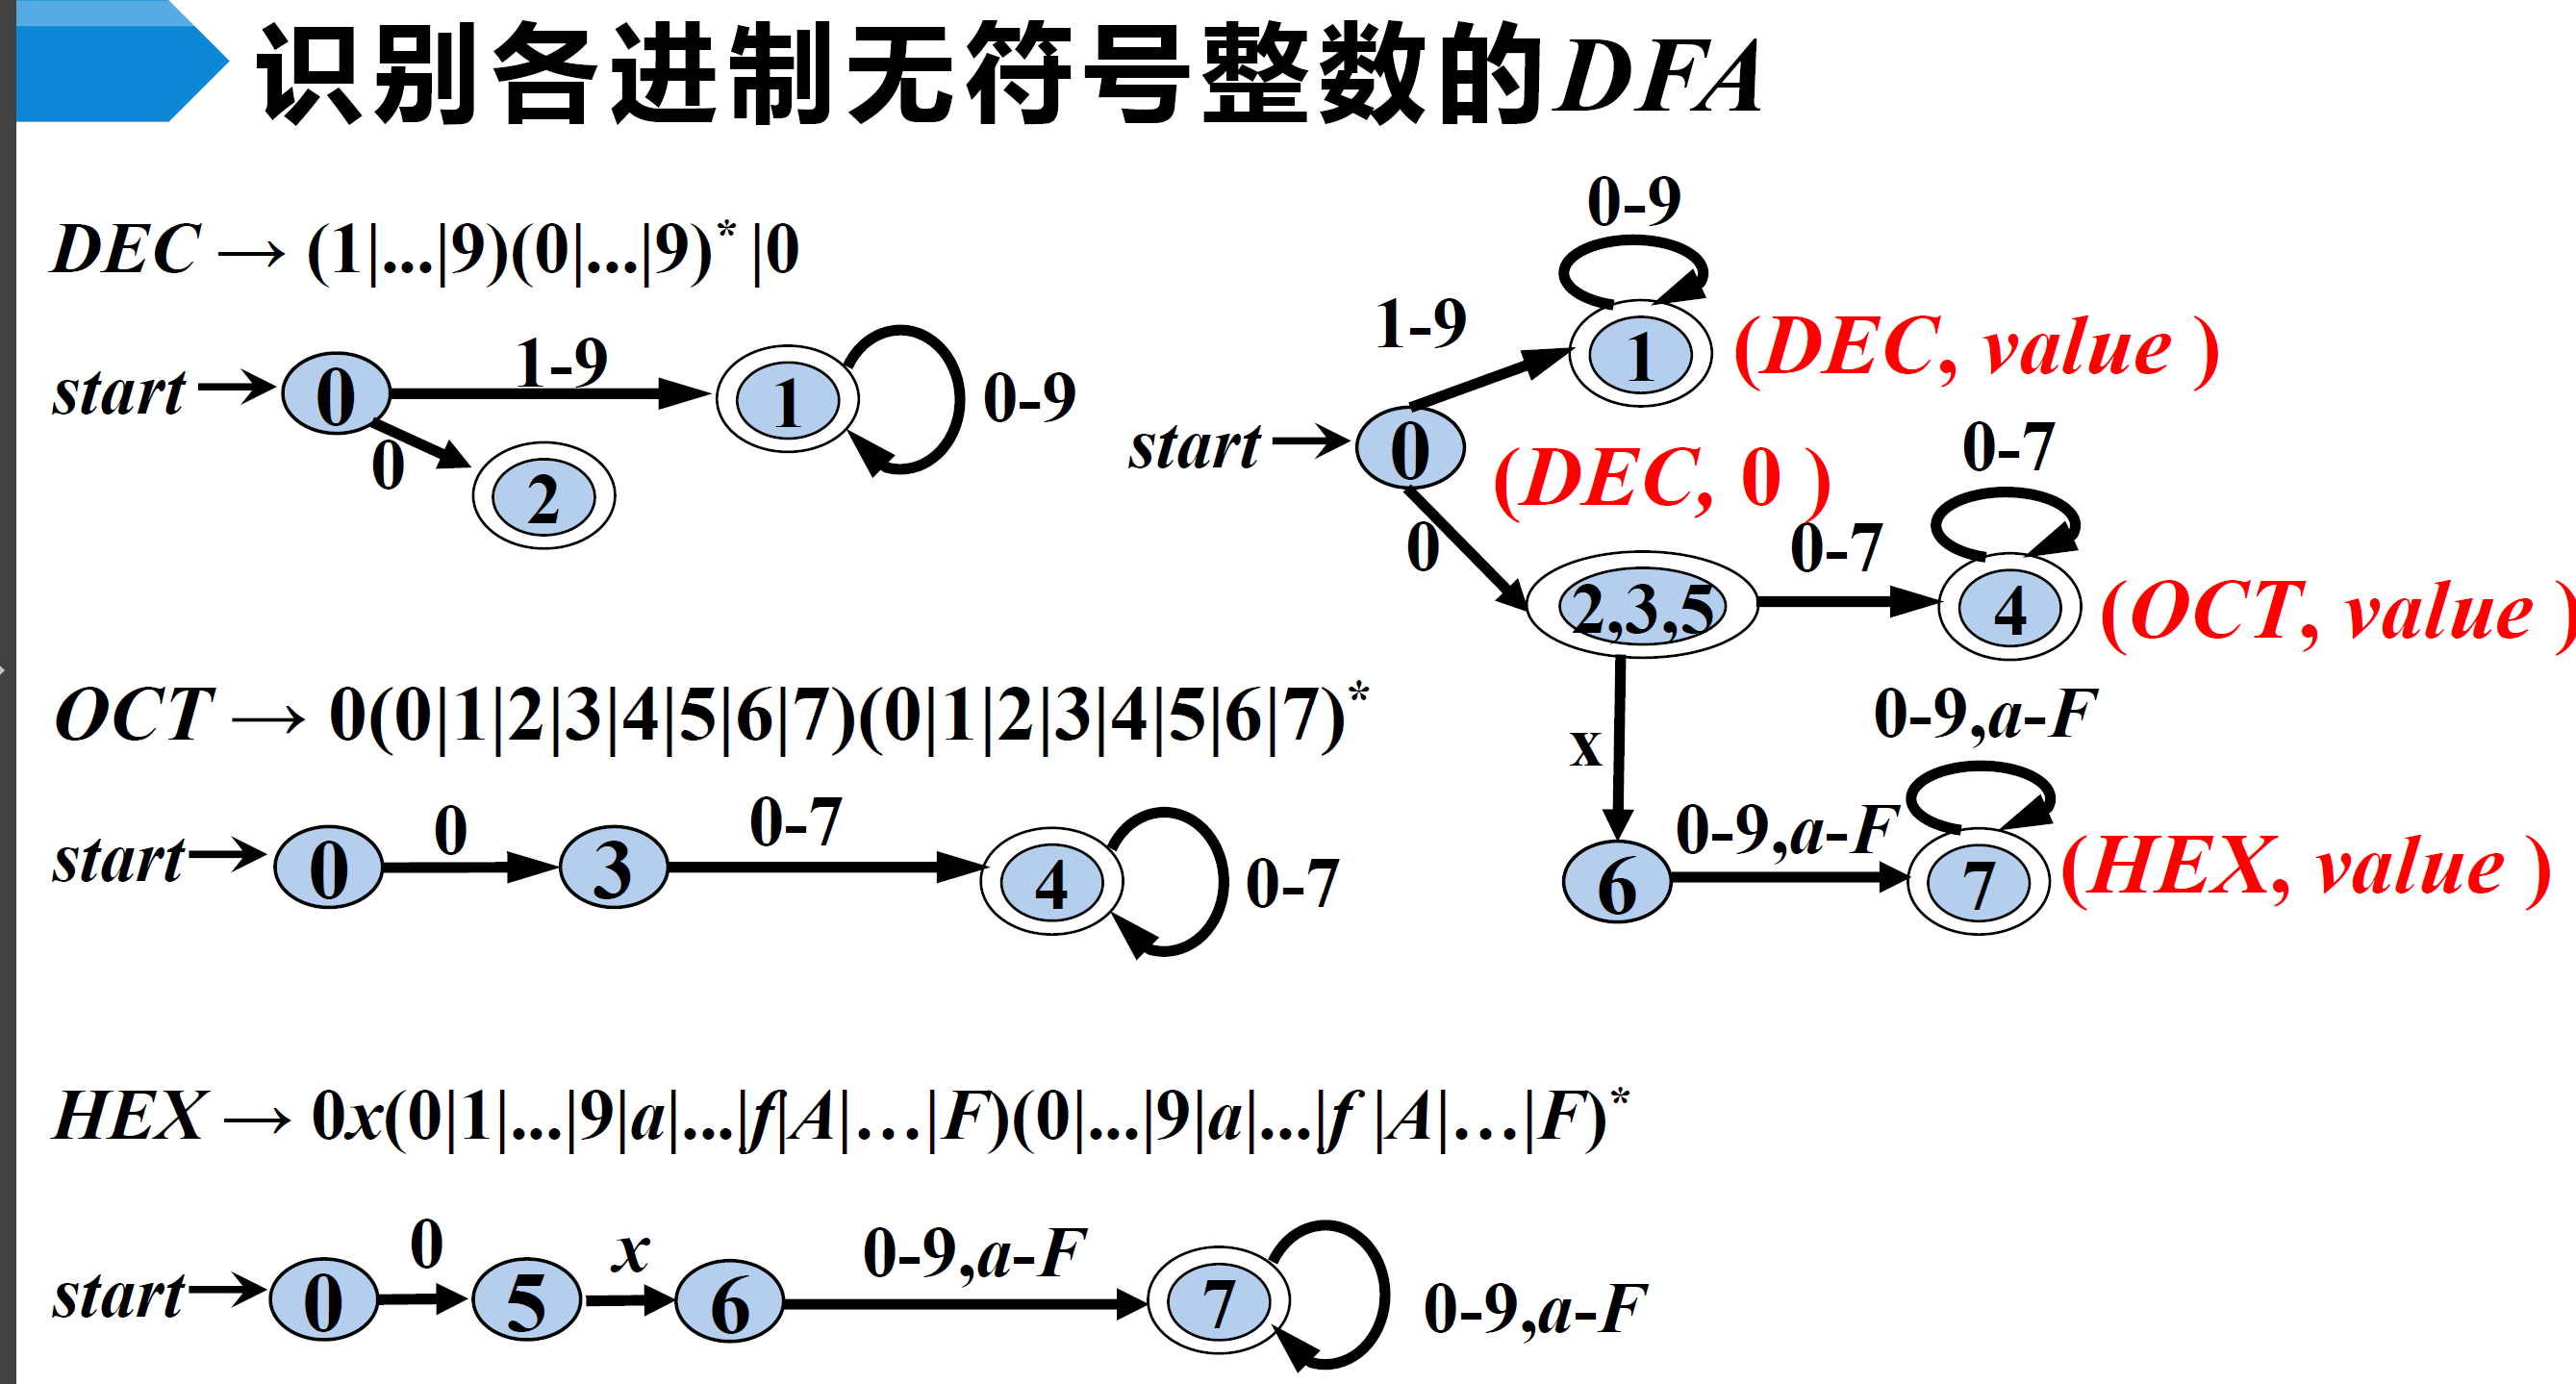 识别各进制无符号整数的DFA
DEC → (1|...|9)(0|...|9)* |0
start
0
1-9
1
0-9
0
2
OCT → 0(0|1|2|3|4|5|6|7)(0|1|2|3|4|5|6|7)*
start
0
0
3
0-7
4
0-7
HEX → 0x(0|1|...|9|a|...|f|A|...|F)(0|...|9|a|...|f |A|...|F)*
start
0
0
5
x
6
0-9,a-F
7
0-9,a-F
0-9
1-9
1
(DEC, value )
start
0
(DEC, 0 )
0
2,3,5
0-7
0-7
4
(OCT, value )
x
6
0-9,a-F
0-9,a-F
7
(HEX, value )